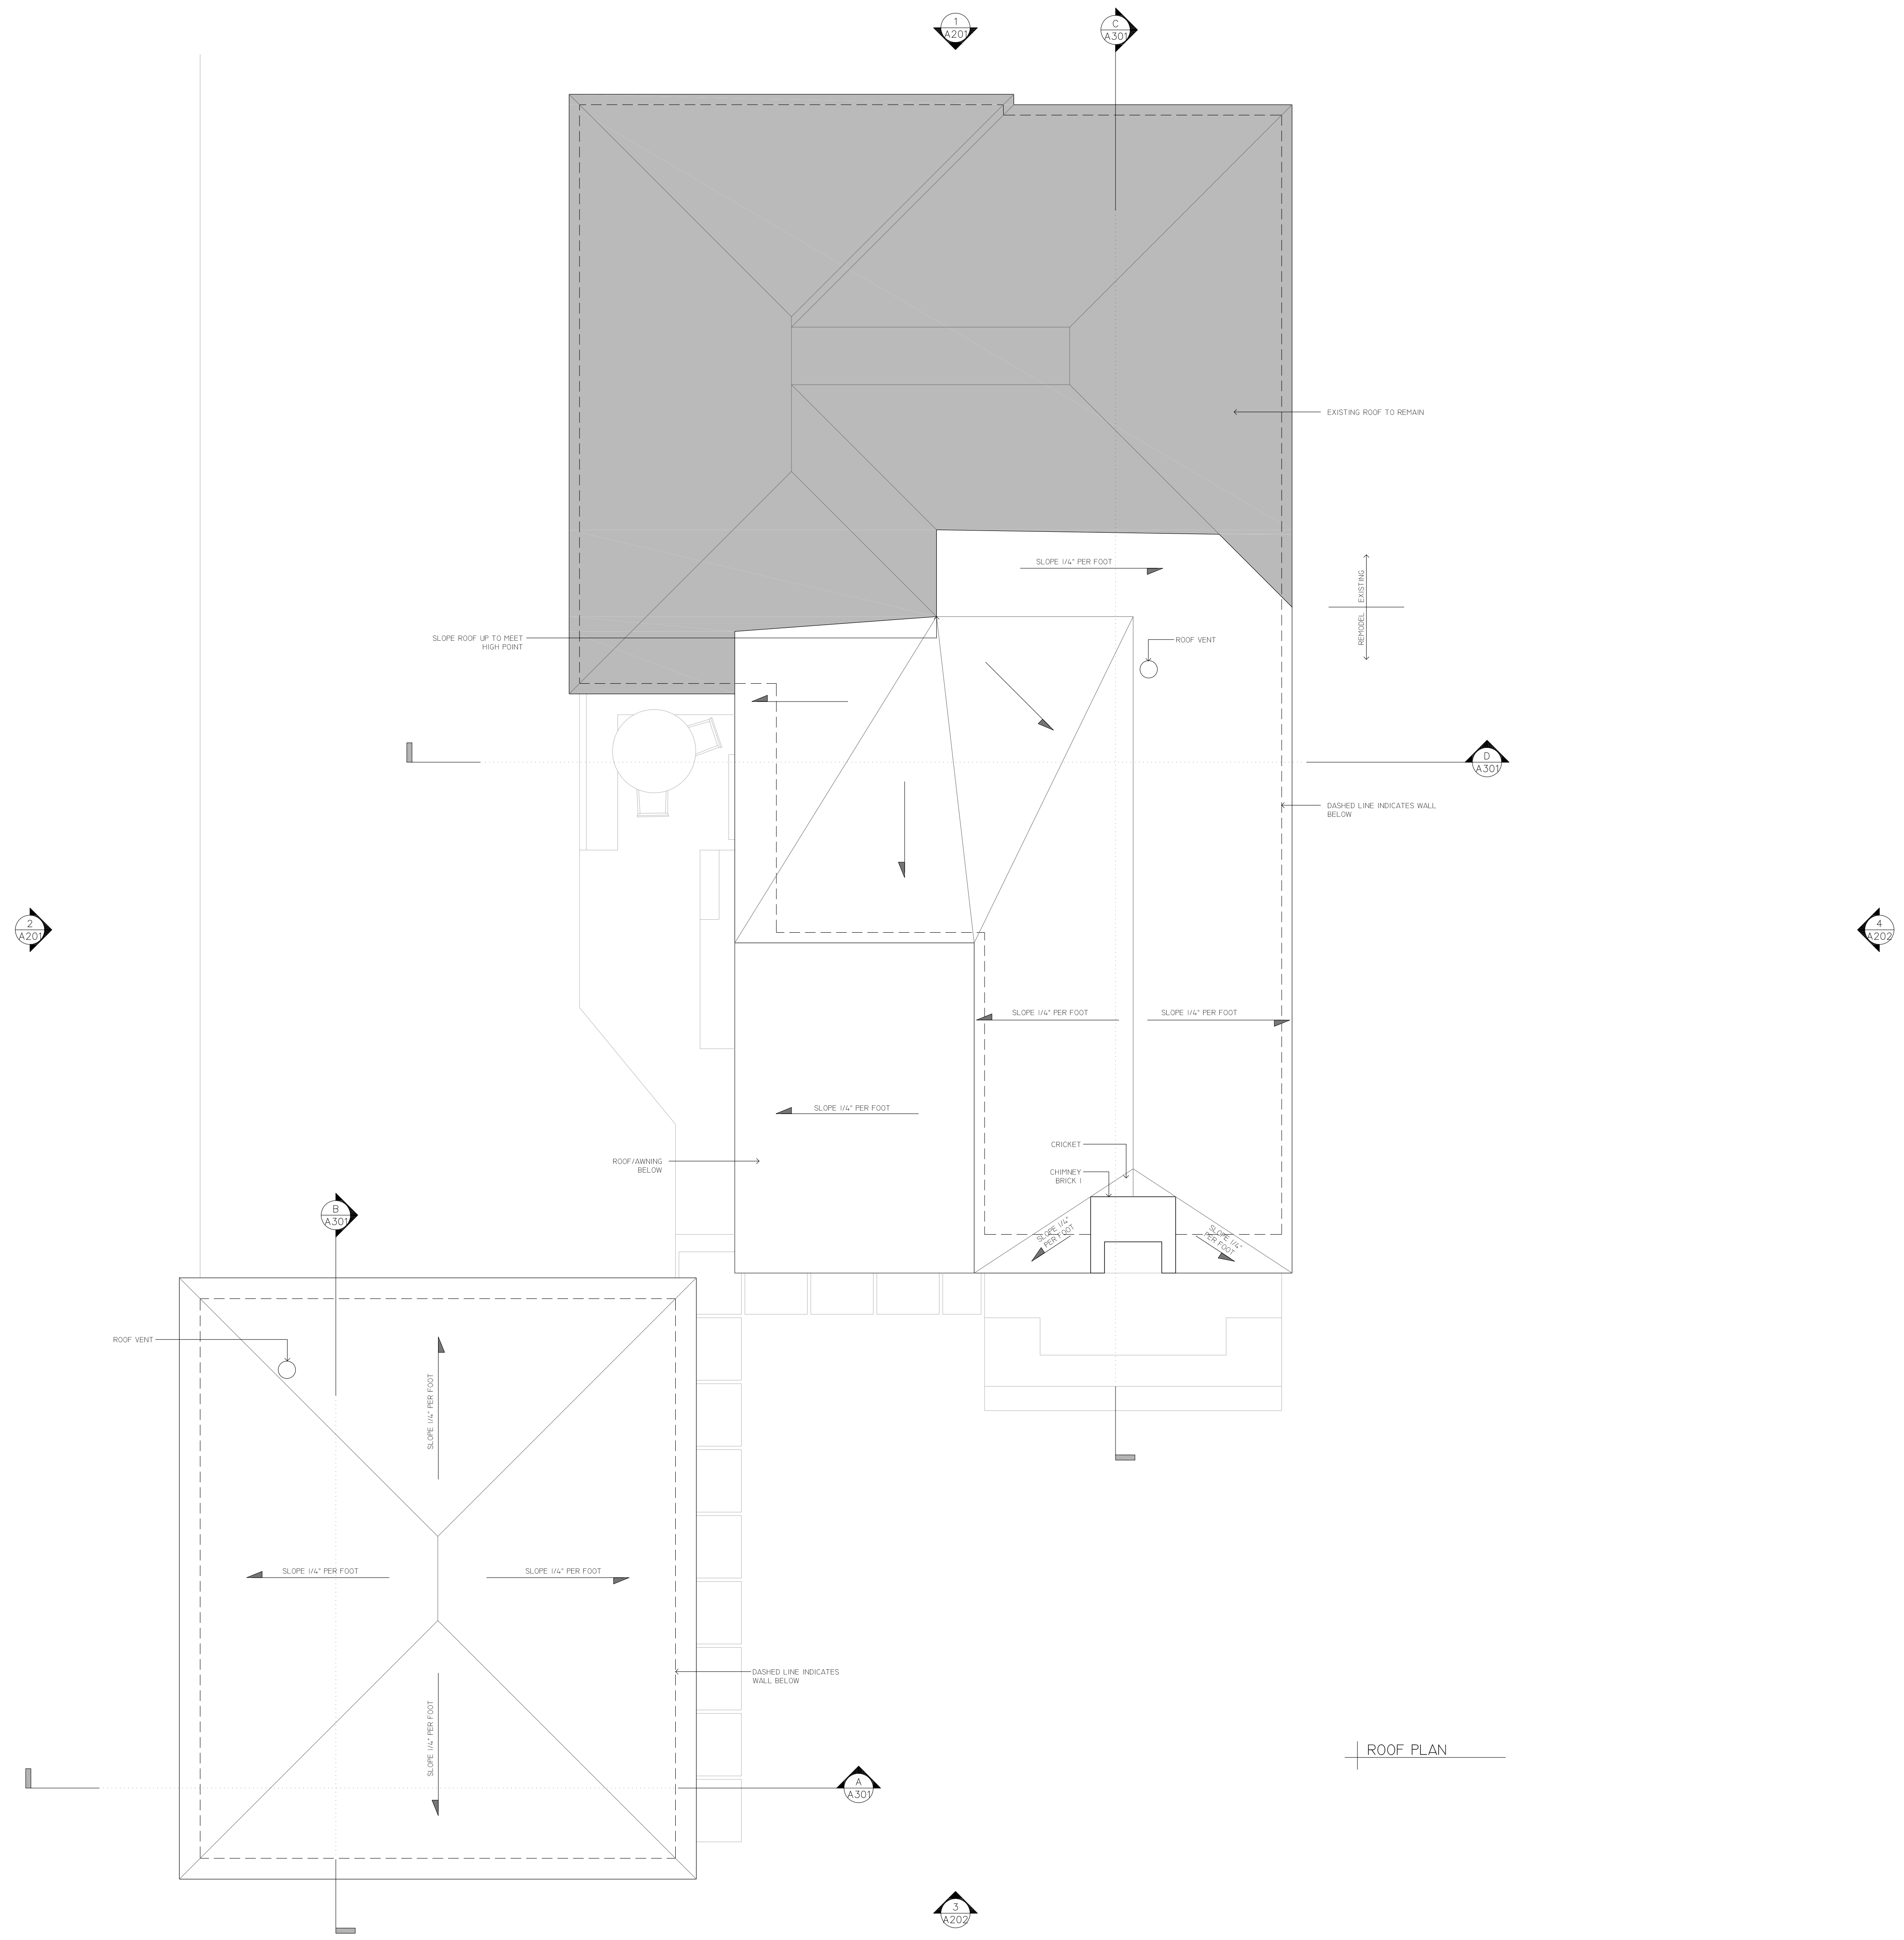 1
A201
C
A301
EXISTING ROOF TO REMAIN
SLOPE 1/4" PER FOOT
EXISTING
REMODEL
SLOPE ROOF UP TO MEET
HIGH POINT
ROOF VENT
D
A301
DASHED LINE INDICATES WALL
BELOW
2
A201
4
A202
SLOPE 1/4" PER FOOT
SLOPE 1/4" PER FOOT
SLOPE 1/4" PER FOOT
CRICKET
ROOF/AWNING
BELOW
CHIMNEY
BRICK 1
B
A301
SLOPE 1/4"
PER FOOT
SLOPE 1/4"
PER FOOT
ROOF VENT
SLOPE 1/4" PER FOOT
SLOPE 1/4" PER FOOT
SLOPE 1/4" PER FOOT
DASHED LINE INDICATES
WALL BELOW
SLOPE 1/4" PER FOOT
ROOF PLAN
A
A301
3
A202